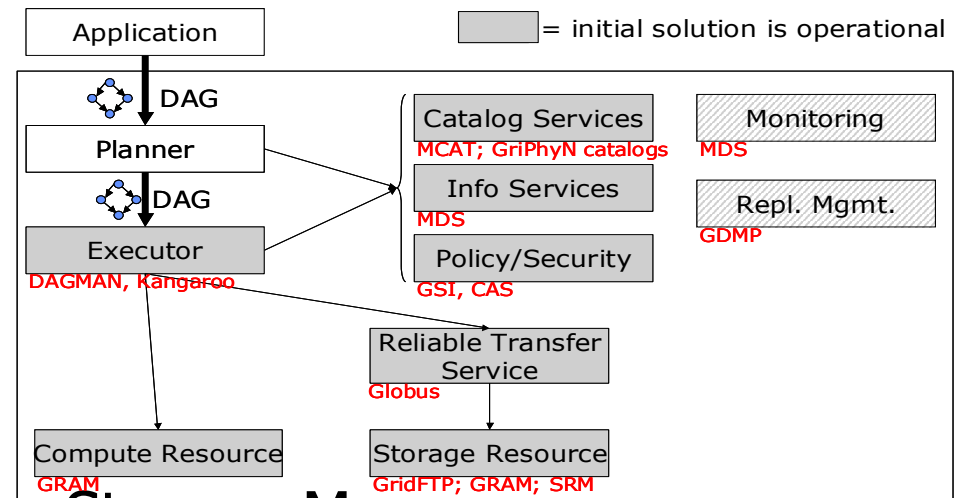 Application
= initial solution is operational
DAG
Catalog Services
MCAT; GriPhyN catalogs
Monitoring
MDS
Planner
Info Services
MDS
Repl. Mgmt.
GDMP
DAG
Executor
DAGMAN, Kangaroo
Policy/Security
GSI, CAS
Reliable Transfer
Service
Globus
Compute Resource
GRAM
Storage Resource
GridFTP; GRAM; SRM